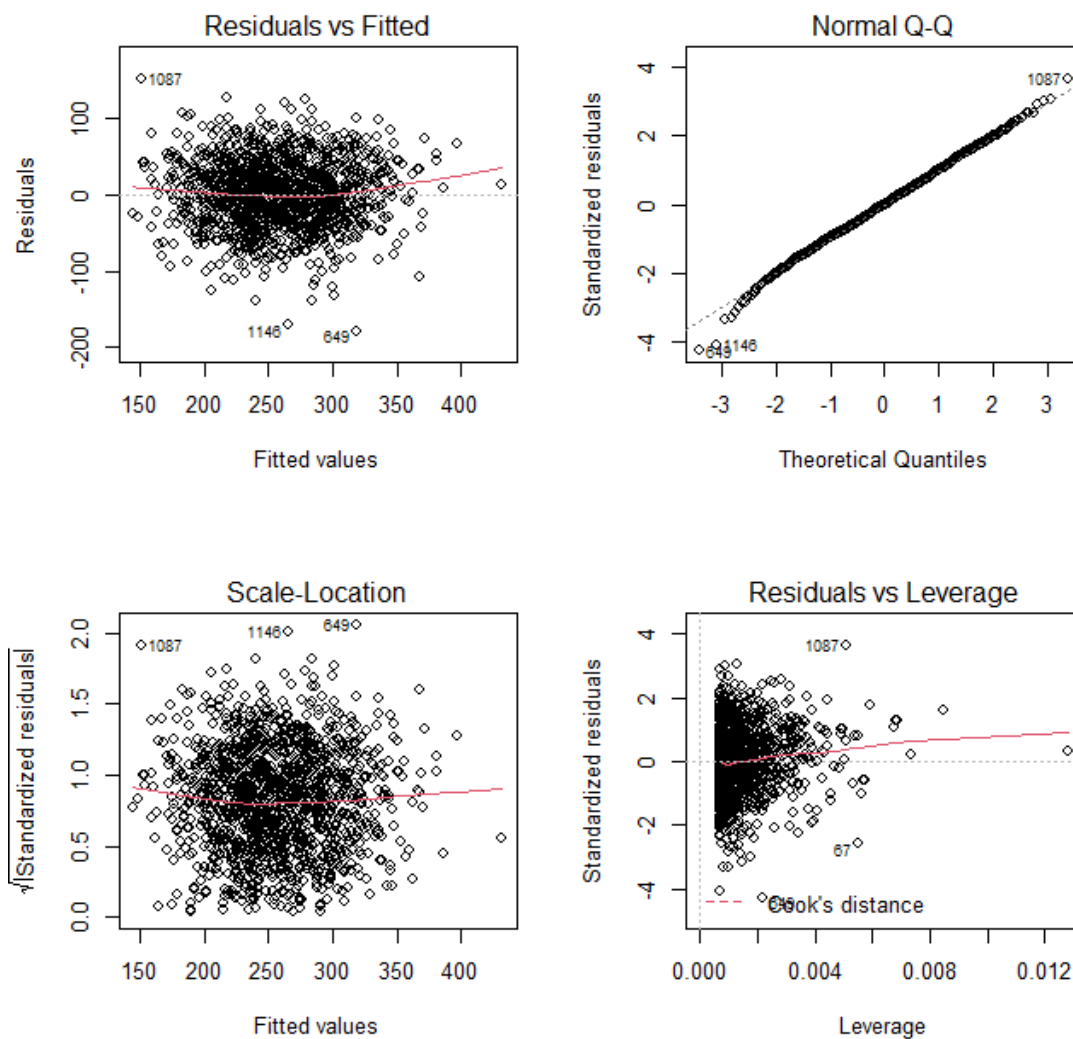 Residuals vs Fitted
Residuals
100
0
-100
-200
1087
1146
649
150 200 250 300 350 400
Fitted values
Normal Q-Q
Standardized residuals
4
2
0
-2
-4
1087
649
1146
-3 -2 -1 0 1 2 3
Theoretical Quantiles
Scale-Location
√|Standardized residuals|
2.0
1.5
1.0
0.5
0.0
1087
1146
649
150 200 250 300 350 400
Fitted values
Residuals vs Leverage
Standardized residuals
4
2
0
-2
-4
1087
67
649
Cook's distance
0.000 0.004 0.008 0.012
Leverage